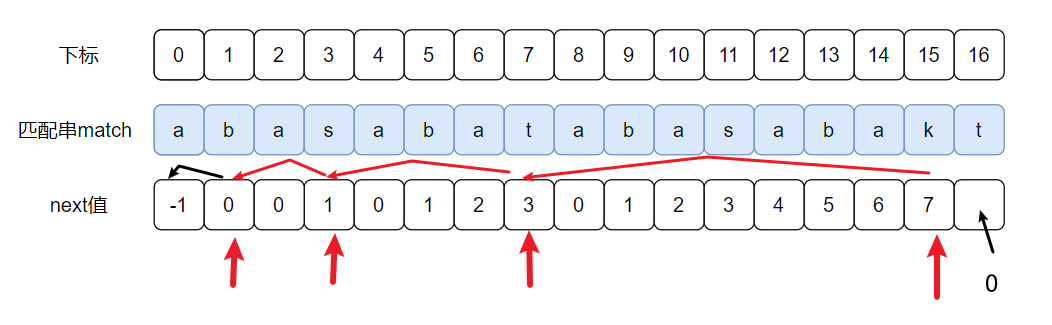 下标 0 1 2 3 4 5 6 7 8 9 10 11 12 13 14 15 16
匹配串match a b a s a b a t a b a s a b a k t
next值 -1 0 0 1 0 1 2 3 0 1 2 3 4 5 6 7
0